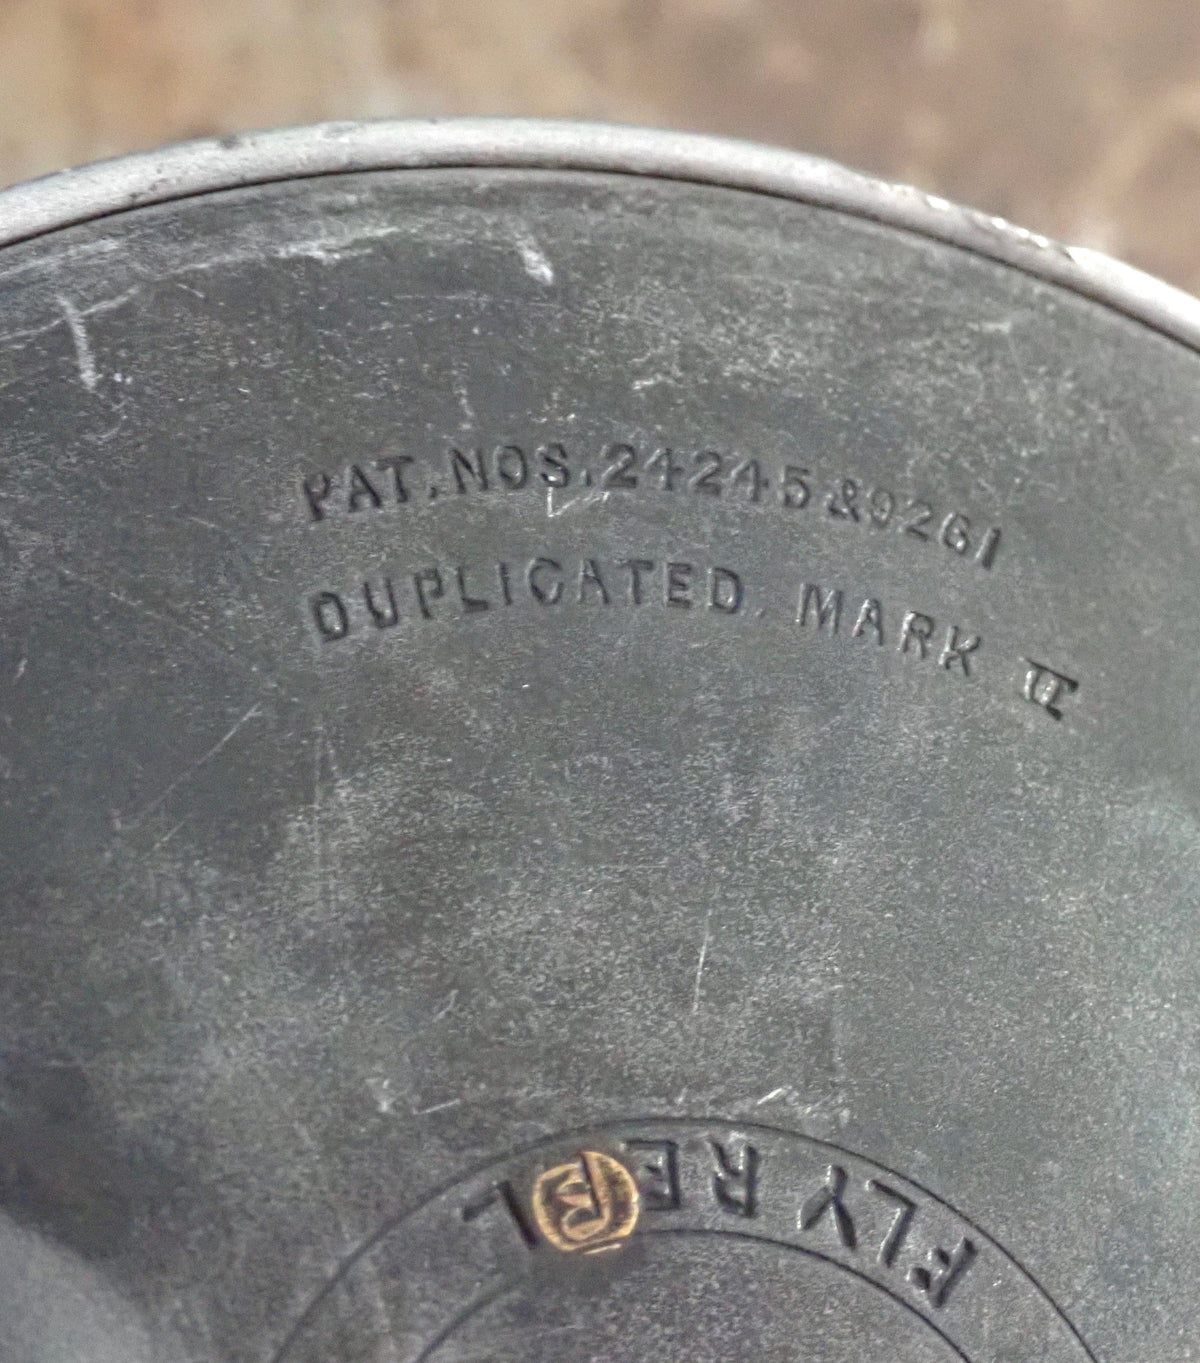 PAT. NOS. 24245 & 9261
DUPLICATED. MARK II
FLY REEL